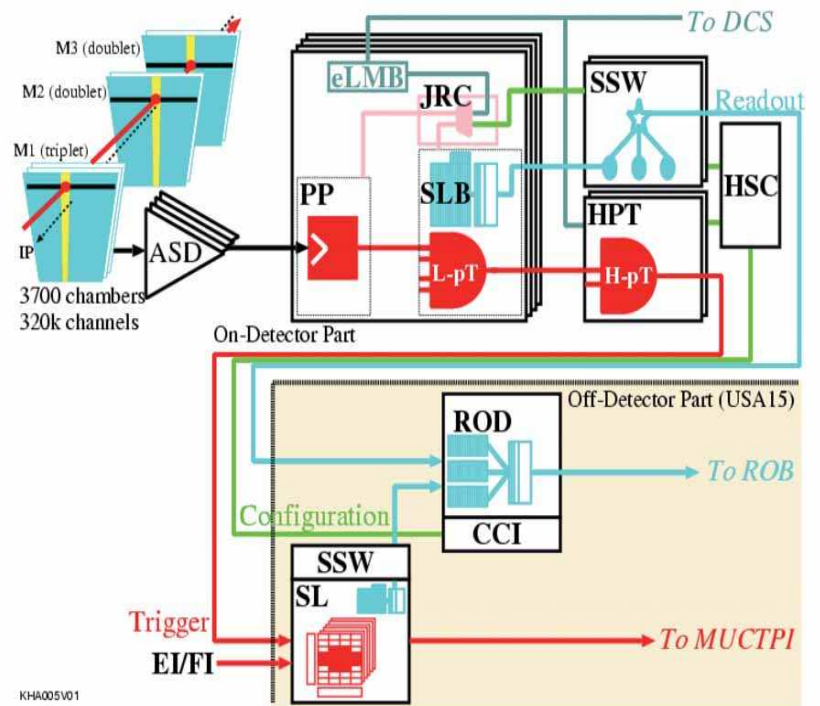 To DCS
M3 (doublet)
eLMB
SSW
M2 (doublet)
JRC
Readout
M1 (triplet)
PP
SLB
HSC
HPT
IP
ASD
L-pT
H-pT
3700 chambers
320k channels
On-Detector Part
Off-Detector Part (USA15)
ROD
To ROB
Configuration
CCI
SSW
SL
Trigger
To MUCTPI
EI/FI
KHA005V01